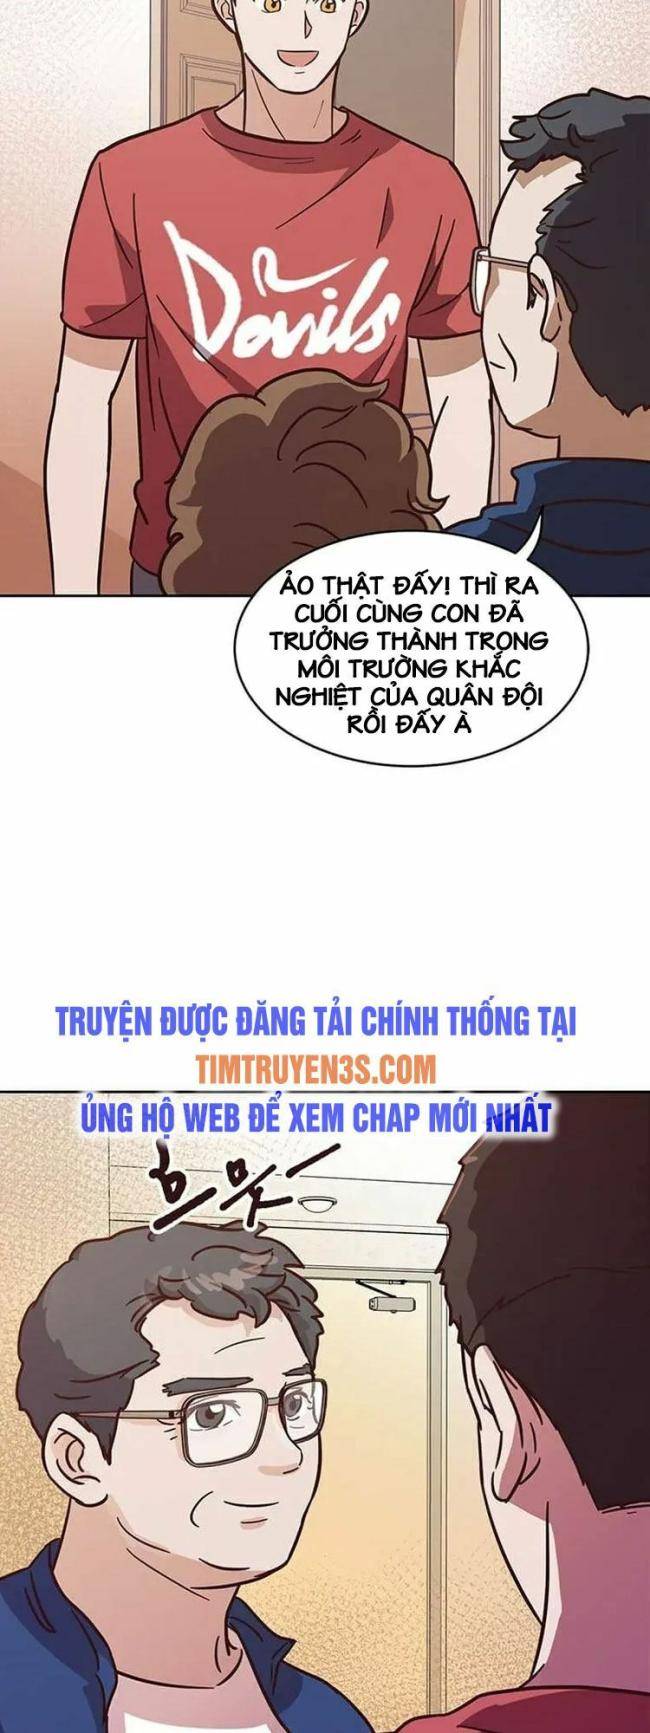 Devils
ẢO THẬT ĐẤY! THÌ RA
CUỐI CÙNG CON ĐÃ
TRƯỞNG THÀNH TRONG
MÔI TRƯỜNG KHẮC
NGHIỆT CỦA QUÂN ĐỘI
RỒI ĐẤY À
TRUYỆN ĐƯỢC ĐĂNG TẢI CHÍNH THỐNG TẠI
TIMTRUYEN3S.COM
ỦNG HỘ WEB ĐỂ XEM CHAP MỚI NHẤT
흐뭇